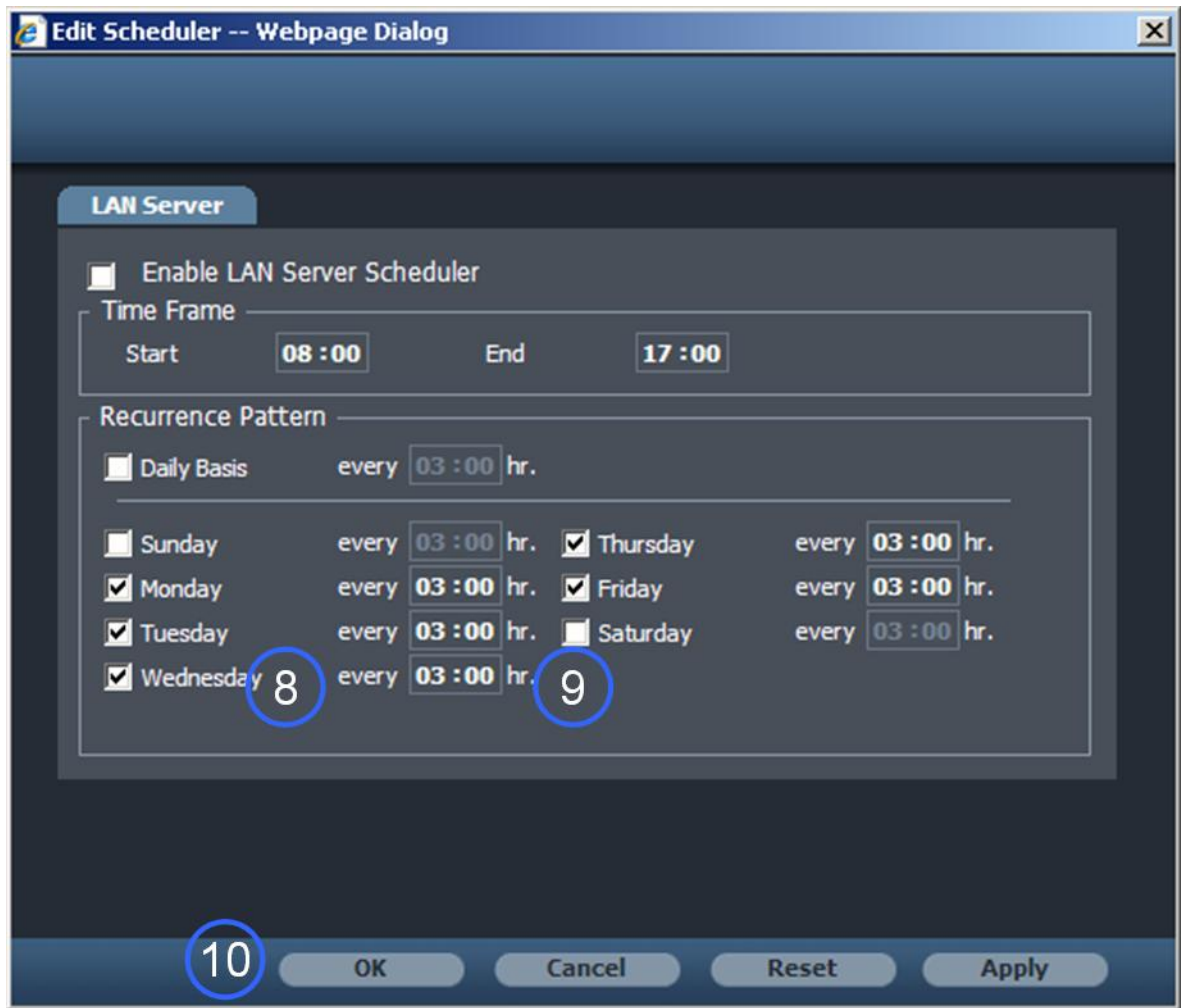 Edit Scheduler -- Webpage Dialog
LAN Server
Enable LAN Server Scheduler
Time Frame
Start 08 :00 End 17 :00
Recurrence Pattern
Daily Basis every 03 :00 hr.
Sunday every 03 :00 hr. Thursday every 03 :00 hr.
Monday every 03 :00 hr. Friday every 03 :00 hr.
Tuesday every 03 :00 hr. Saturday every 03 :00 hr.
Wednesday 8 every 03 :00 hr. 9
10 OK Cancel Reset Apply